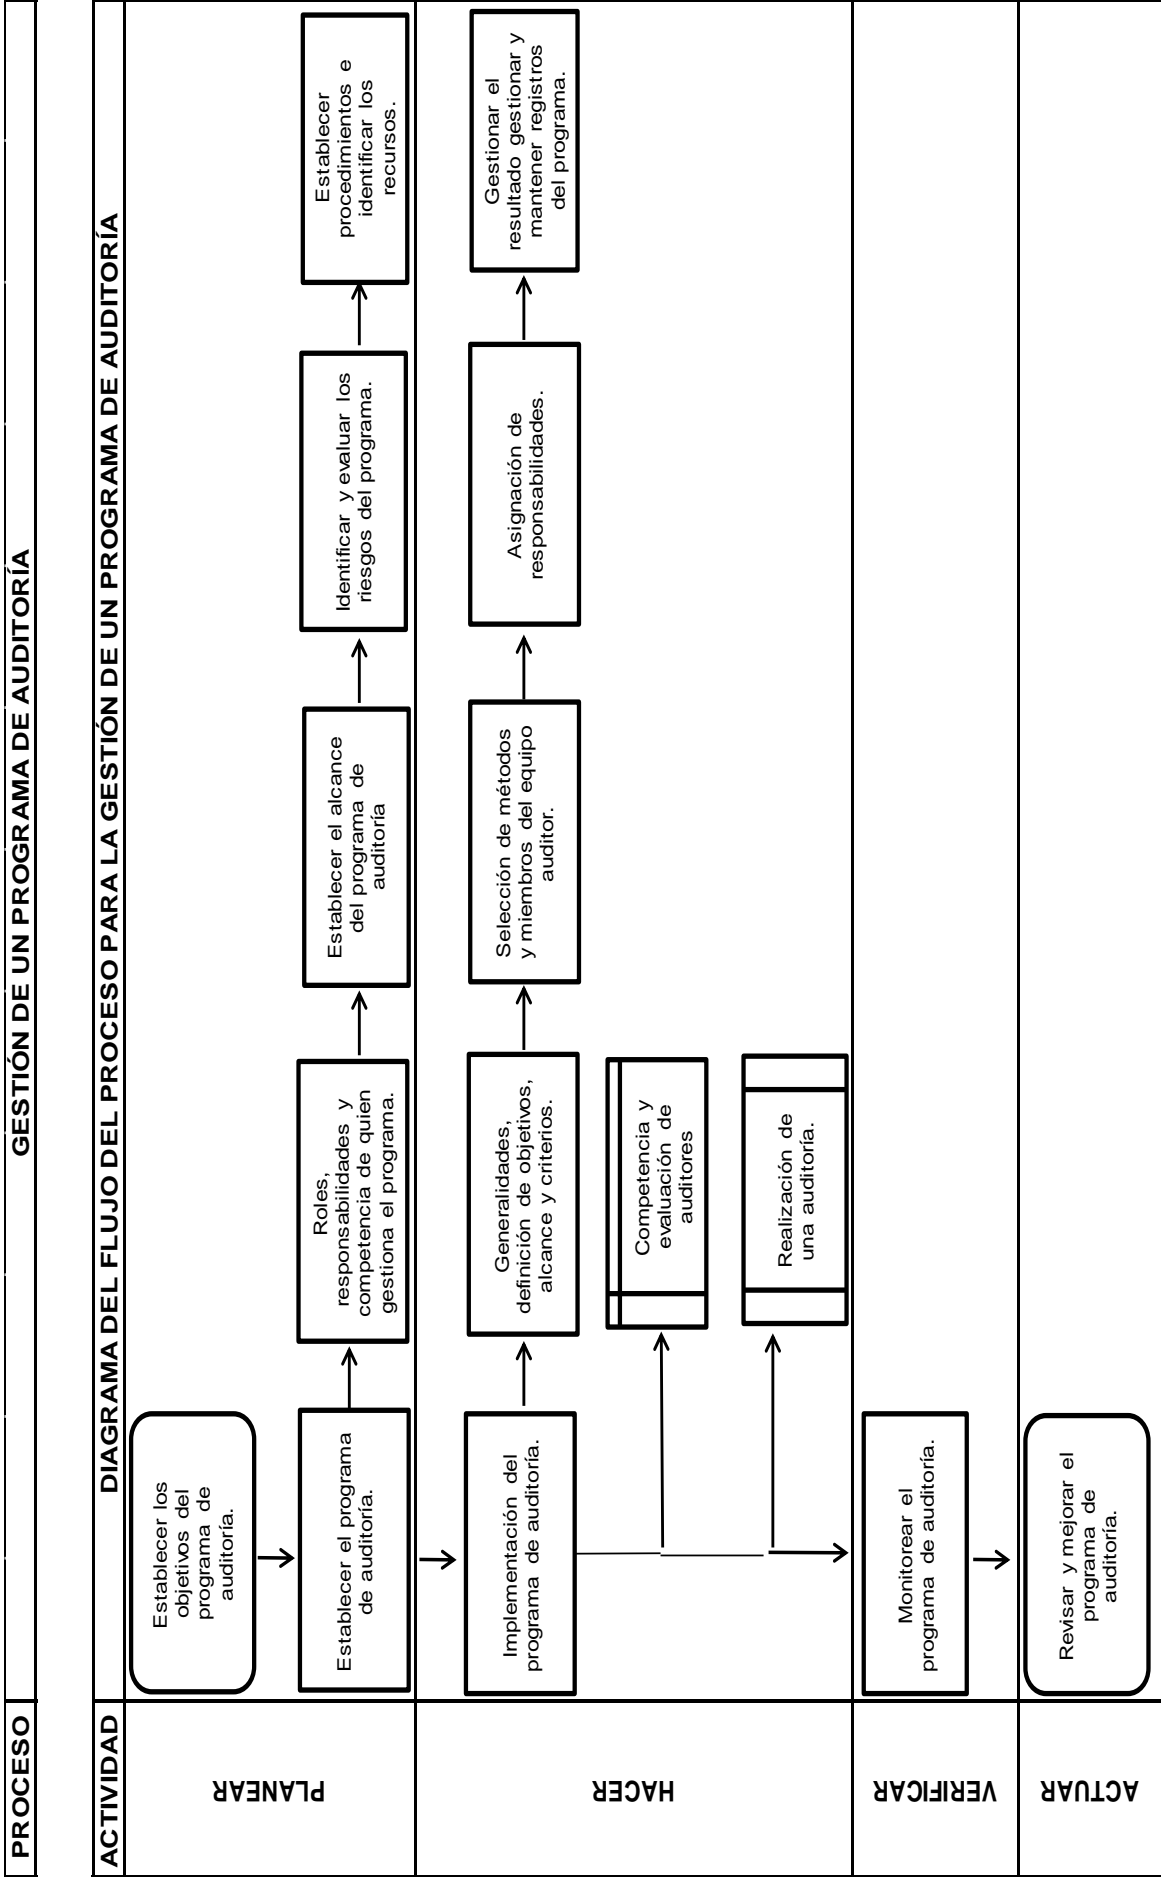 PROCESO
GESTIÓN DE UN PROGRAMA DE AUDITORÍA
ACTIVIDAD
DIAGRAMA DEL FLUJO DEL PROCESO PARA LA GESTIÓN DE UN PROGRAMA DE AUDITORÍA
PLANEAR
Establecer los
objetivos del
programa de
auditoría.
Establecer el programa
de auditoría.
Roles,
responsabilidades y
competencia de quien
gestiona el programa.
Establecer el alcance
del programa de
auditoría
Identificar y evaluar los
riesgos del programa.
Establecer
procedimientos e
identificar los
recursos.
HACER
Implementación del
programa de auditoría.
Generalidades,
definición de objetivos,
alcance y criterios.
Selección de métodos
y miembros del equipo
auditor.
Asignación de
responsabilidades.
Gestionar el
resultado gestionar y
mantener registros
del programa.
Competencia y
evaluación de
auditores
Realización de
una auditoría.
VERIFICAR
Monitorear el
programa de auditoría.
ACTUAR
Revisar y mejorar el
programa de
auditoría.